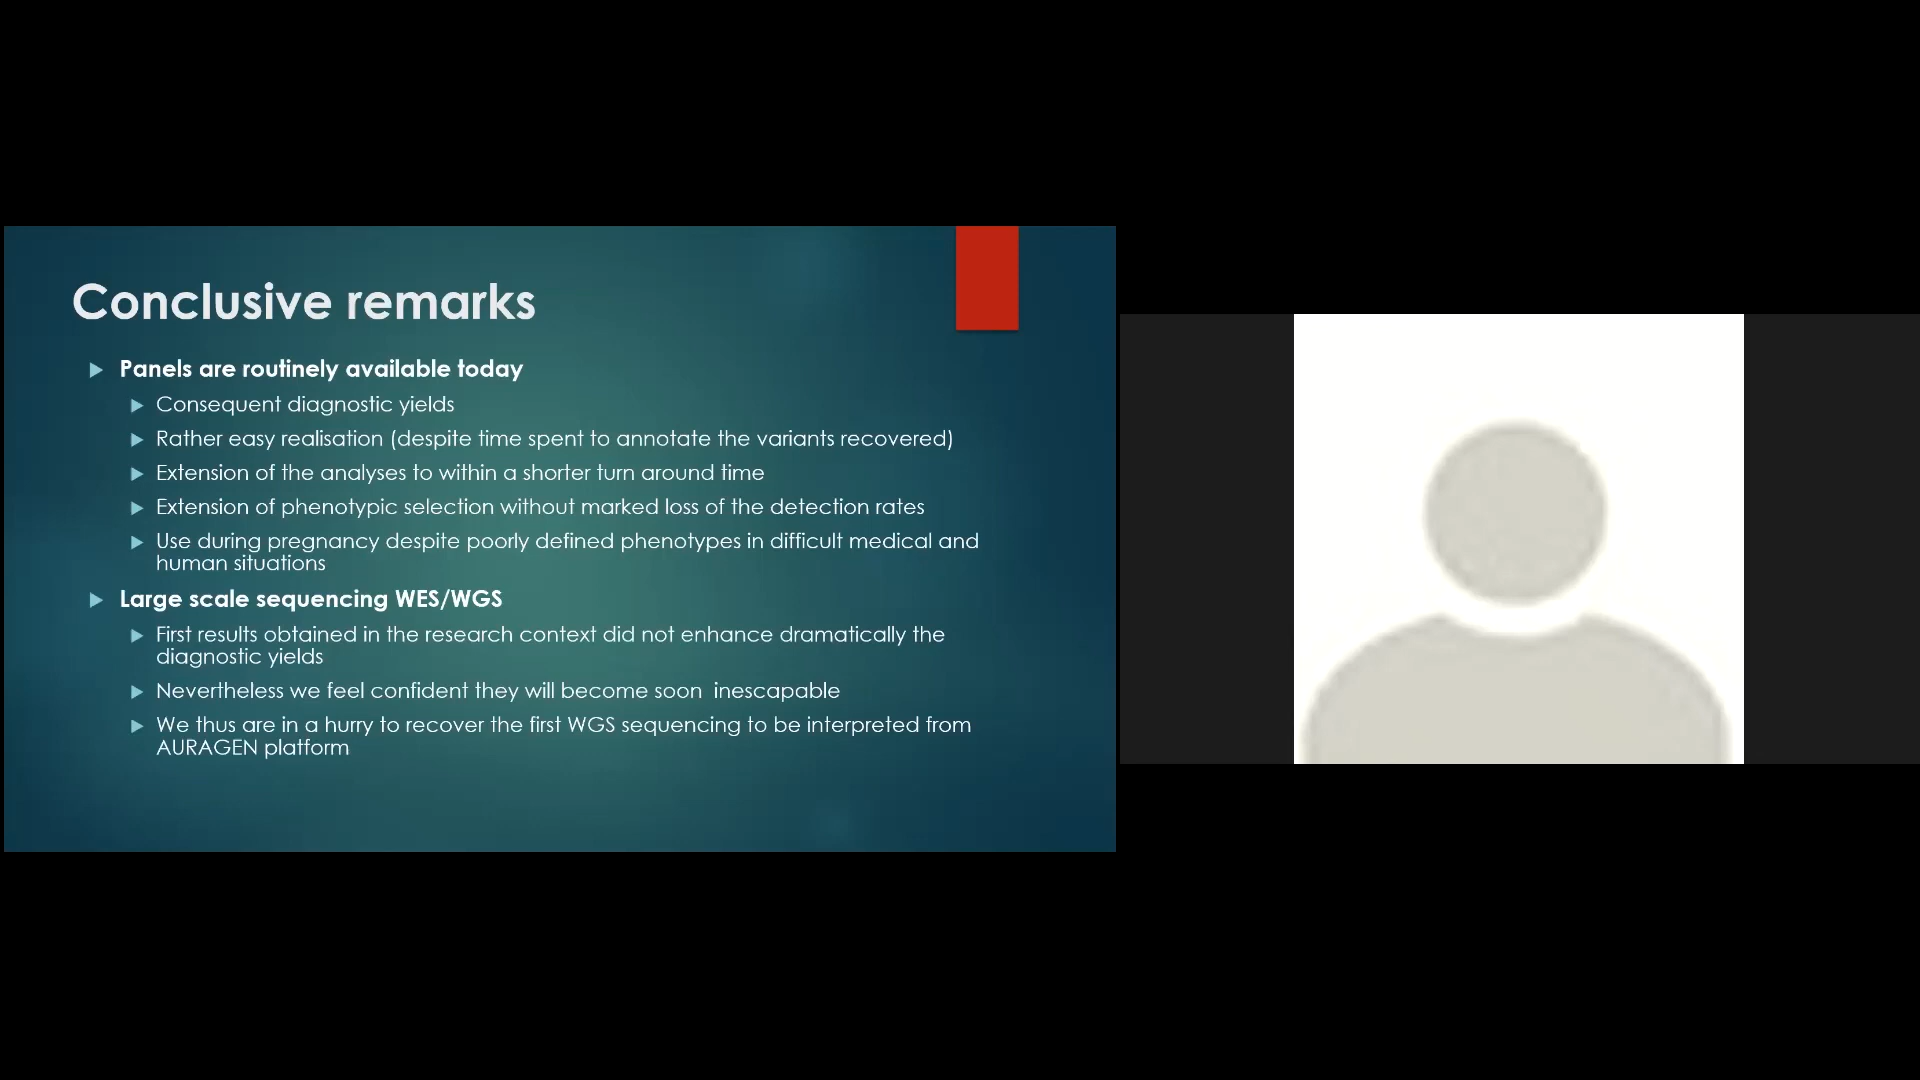 Conclusive remarks
Panels are routinely available today
Consequent diagnostic yields
Rather easy realisation (despite time spent to annotate the variants recovered)
Extension of the analyses to within a shorter turn around time
Extension of phenotypic selection without marked loss of the detection rates
Use during pregnancy despite poorly defined phenotypes in difficult medical and
human situations
Large scale sequencing WES/WGS
First results obtained in the research context did not enhance dramatically the
diagnostic yields
Nevertheless we feel confident they will become soon  inescapable
We thus are in a hurry to recover the first WGS sequencing to be interpreted from
AURAGEN platform